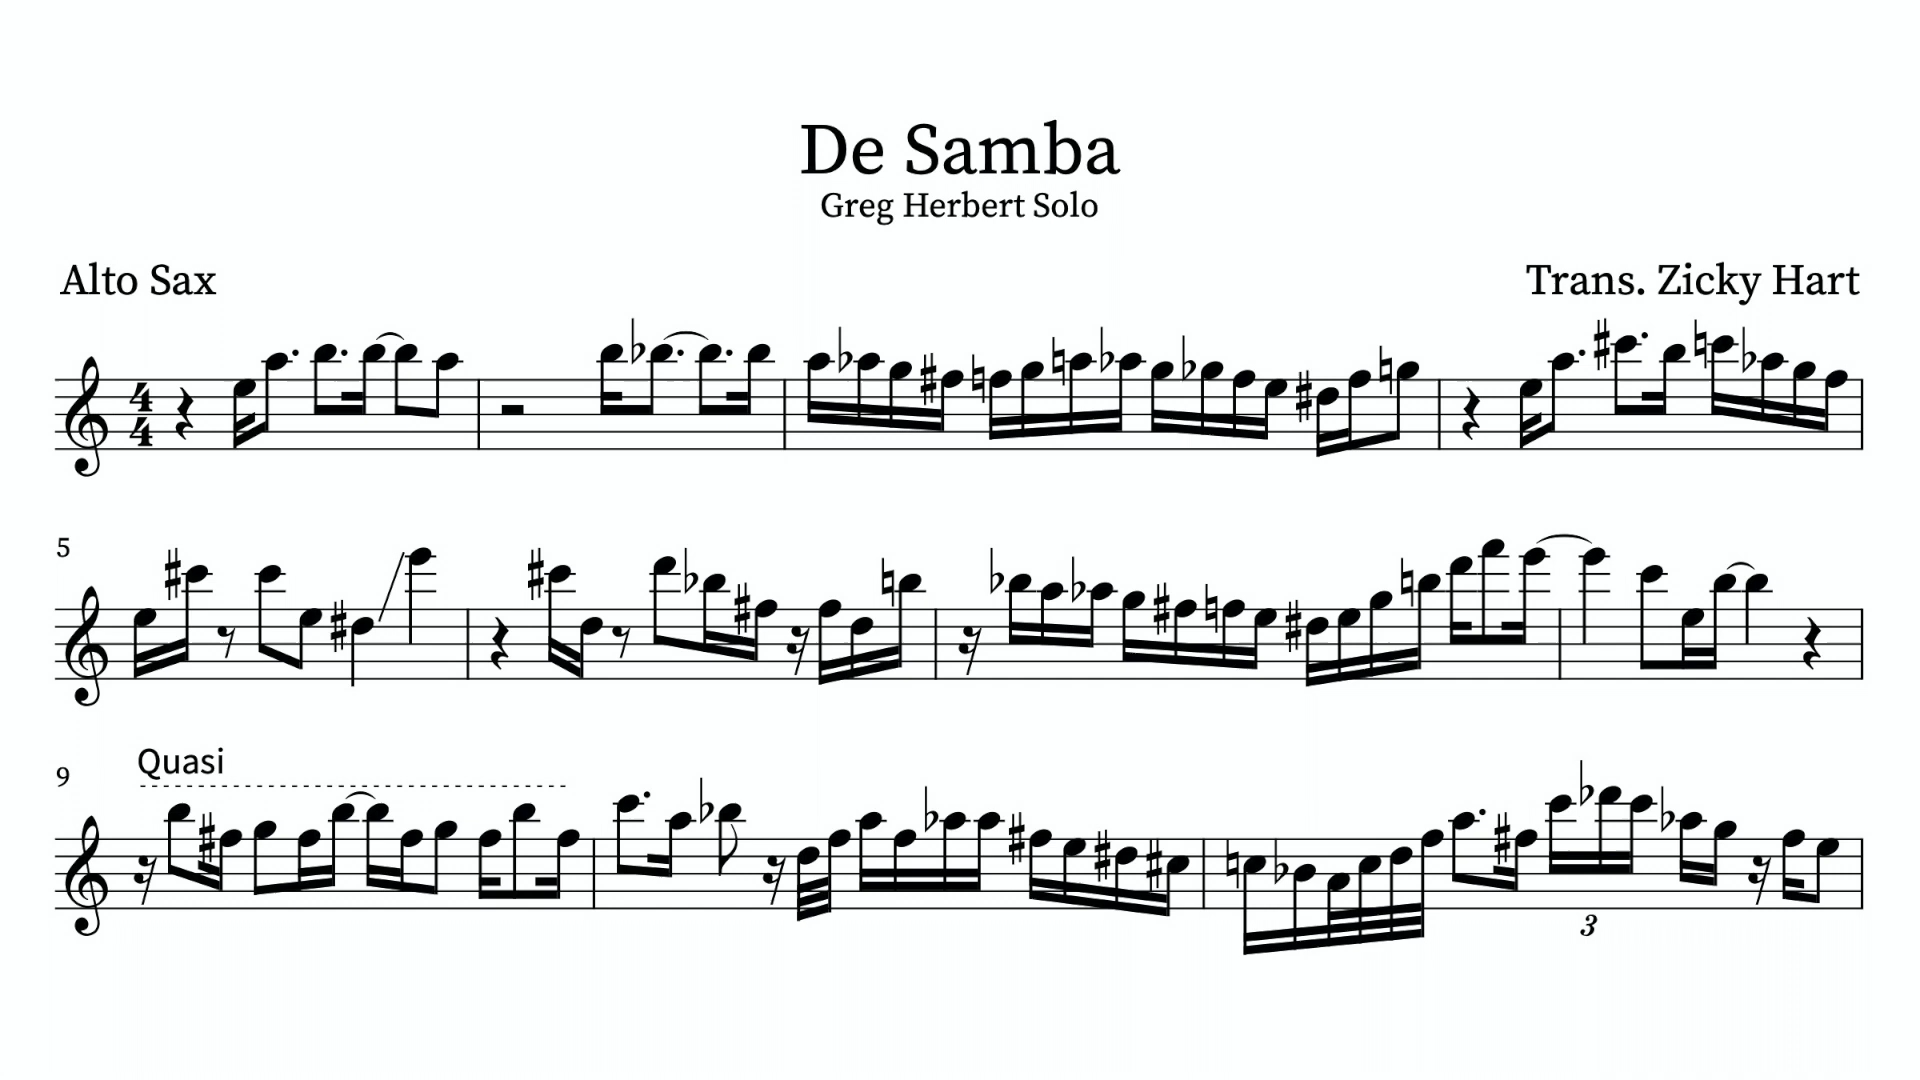 De Samba
Greg Herbert Solo
Alto Sax
Trans. Zicky Hart
4
4
5
Quasi
9
3